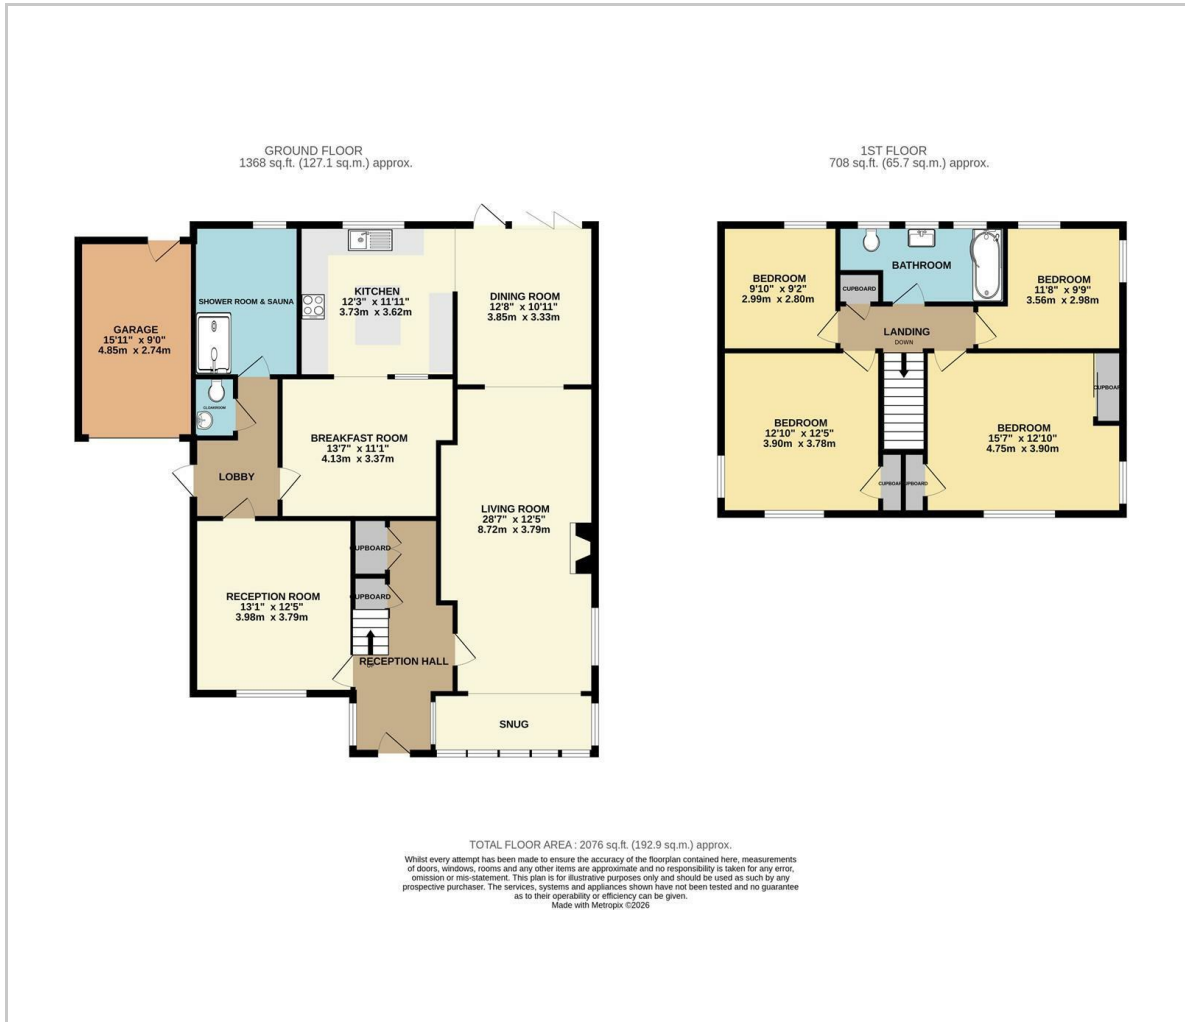 GROUND FLOOR
1368 sq.ft. (127.1 sq.m.) approx.
SHOWER ROOM & SAUNA
KITCHEN
12'3" x 11'11"
3.73m x 3.62m
DINING ROOM
12'8" x 10'11"
3.85m x 3.33m
GARAGE
15'11" x 9'0"
4.85m x 2.74m
CLOAKROOM
BREAKFAST ROOM
13'7" x 11'1"
4.13m x 3.37m
LOBBY
LIVING ROOM
28'7" x 12'5"
8.72m x 3.79m
CUPBOARD
CUPBOARD
RECEPTION ROOM
13'1" x 12'5"
3.98m x 3.79m
UP
RECEPTION HALL
SNUG
1ST FLOOR
708 sq.ft. (65.7 sq.m.) approx.
BEDROOM
9'10" x 9'2"
2.99m x 2.80m
BATHROOM
CUPBOARD
BEDROOM
11'8" x 9'9"
3.56m x 2.98m
LANDING
DOWN
CUPBOARD
BEDROOM
12'10" x 12'5"
3.90m x 3.78m
BEDROOM
15'7" x 12'10"
4.75m x 3.90m
CUPBOARD
CUPBOARD
TOTAL FLOOR AREA : 2076 sq.ft. (192.9 sq.m.) approx.
Whilst every attempt has been made to ensure the accuracy of the floorplan contained here, measurements
of doors, windows, rooms and any other items are approximate and no responsibility is taken for any error,
omission or mis-statement. This plan is for illustrative purposes only and should be used as such by any
prospective purchaser. The services, systems and appliances shown have not been tested and no guarantee
as to their operability or efficiency can be given.
Made with Metropix ©2026